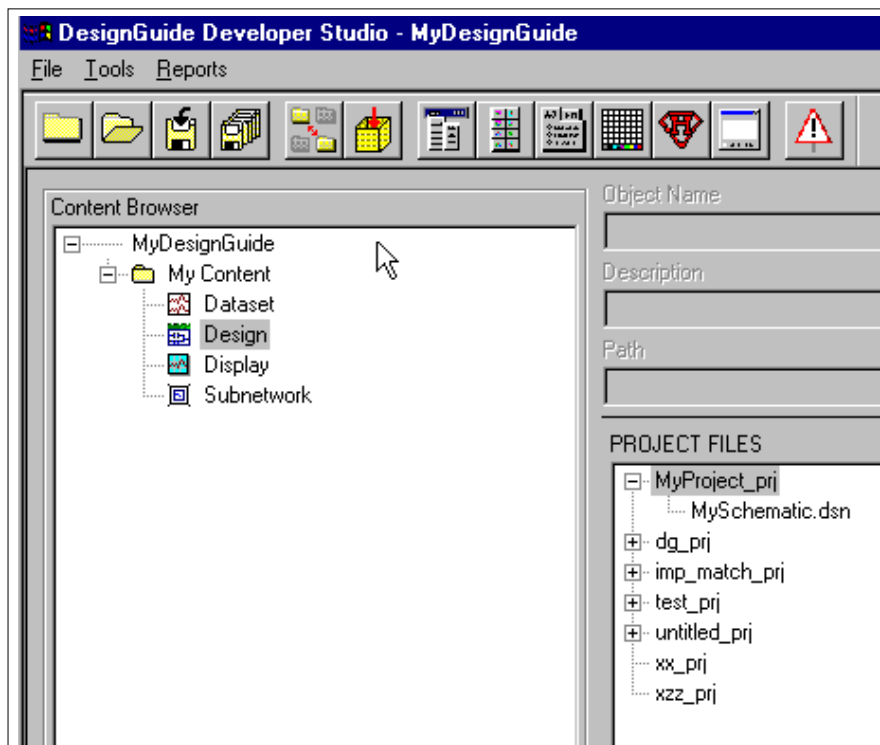 DesignGuide Developer Studio - MyDesignGuide
File Tools Reports
Content Browser
MyDesignGuide
My Content
Dataset
Design
Display
Subnetwork
Object Name
Description
Path
PROJECT FILES
MyProject_prj
MySchematic.dsn
dg_prj
imp_match_prj
test_prj
untitled_prj
xx_prj
xzz_prj